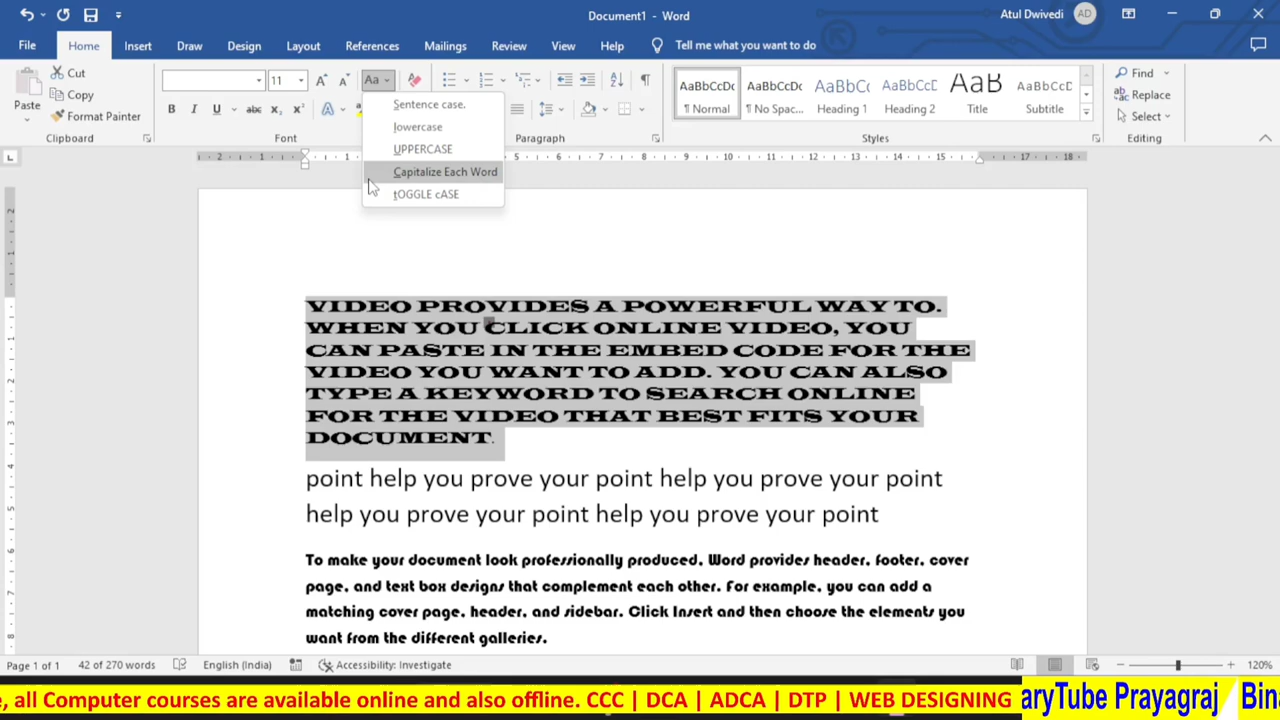 Document1 - Word
Atul Dwivedi AD
File Home Insert Draw Design Layout References Mailings Review View Help Tell me what you want to do
Paste
Cut
Copy
Format Painter
Clipboard
11
Aa
B I U abc
Font
Sentence case.
lowercase
UPPERCASE
Capitalize Each Word
tOGGLE cASE
Paragraph
AaBbCcDc AaBbCcDc AaBbCc AaBbCcD AaB AaBbCcD
¶ Normal ¶ No Spac... Heading 1 Heading 2 Title Subtitle
Styles
Find
Replace
Select
Editing
VIDEO PROVIDES A POWERFUL WAY TO.
WHEN YOU CLICK ONLINE VIDEO, YOU
CAN PASTE IN THE EMBED CODE FOR THE
VIDEO YOU WANT TO ADD. YOU CAN ALSO
TYPE A KEYWORD TO SEARCH ONLINE
FOR THE VIDEO THAT BEST FITS YOUR
DOCUMENT.
point help you prove your point help you prove your point
help you prove your point help you prove your point
To make your document look professionally produced, Word provides header, footer, cover
page, and text box designs that complement each other. For example, you can add a
matching cover page, header, and sidebar. Click Insert and then choose the elements you
want from the different galleries.
Page 1 of 1 42 of 270 words English (India) Accessibility: Investigate 120%
e, all Computer courses are available online and also offline. CCC | DCA | ADCA | DTP | WEB DESIGNING
aryTube Prayagraj Bina